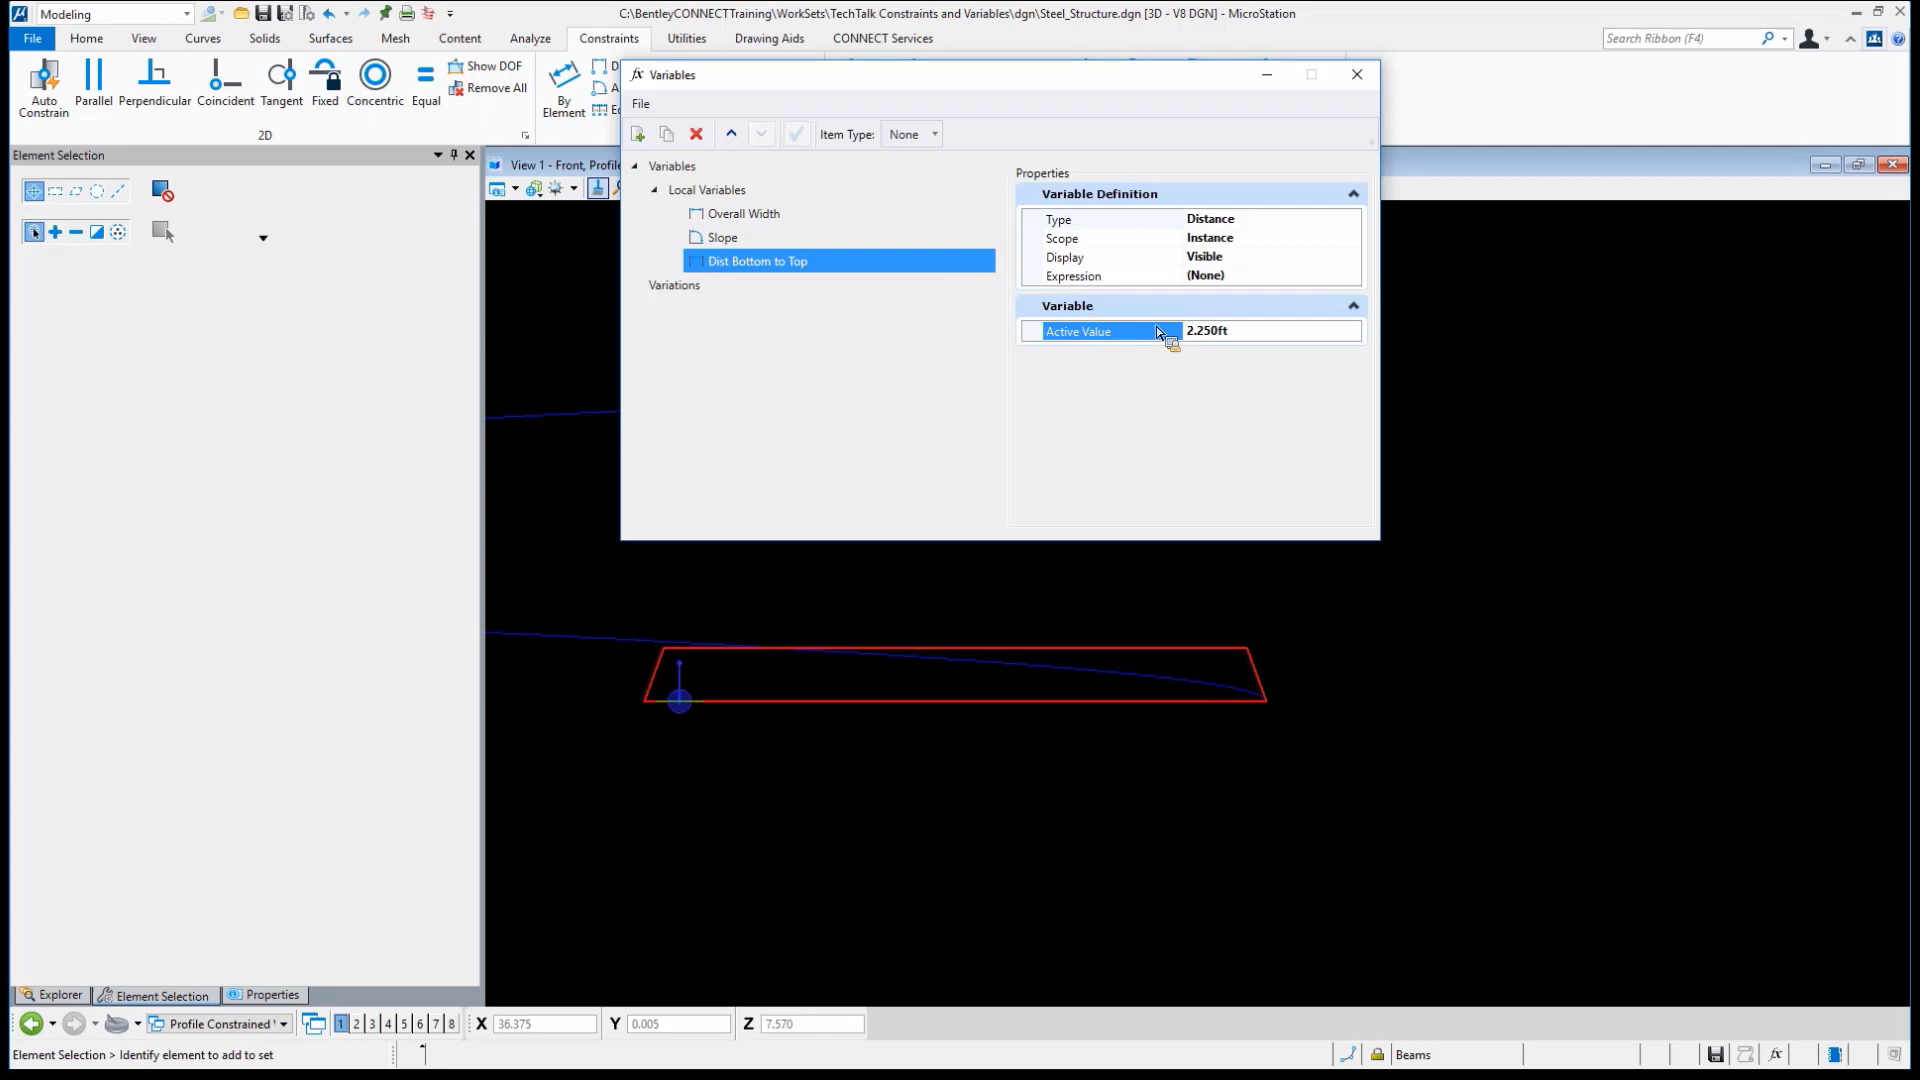 Modeling
C:\BentleyCONNECTTraining\WorkSets\TechTalk Constraints and Variables\dgn\Steel_Structure.dgn [3D - V8 DGN] - MicroStation
File Home View Curves Solids Surfaces Mesh Content Analyze Constraints Utilities Drawing Aids CONNECT Services
Search Ribbon (F4)
Auto Constrain
Parallel
Perpendicular
Coincident
Tangent
Fixed
Concentric
Equal
Show DOF
Remove All
2D
By Element
fx Variables
File
Item Type: None
Element Selection
View 1 - Front, Profile
Variables
Local Variables
Overall Width
Slope
Dist Bottom to Top
Variations
Properties
Variable Definition
Type Distance
Scope Instance
Display Visible
Expression (None)
Variable
Active Value 2.250ft
Explorer Element Selection Properties
Profile Constrained
1 2 3 4 5 6 7 8
X 36.375 Y 0.005 Z 7.570
Element Selection > Identify element to add to set
Beams
fx